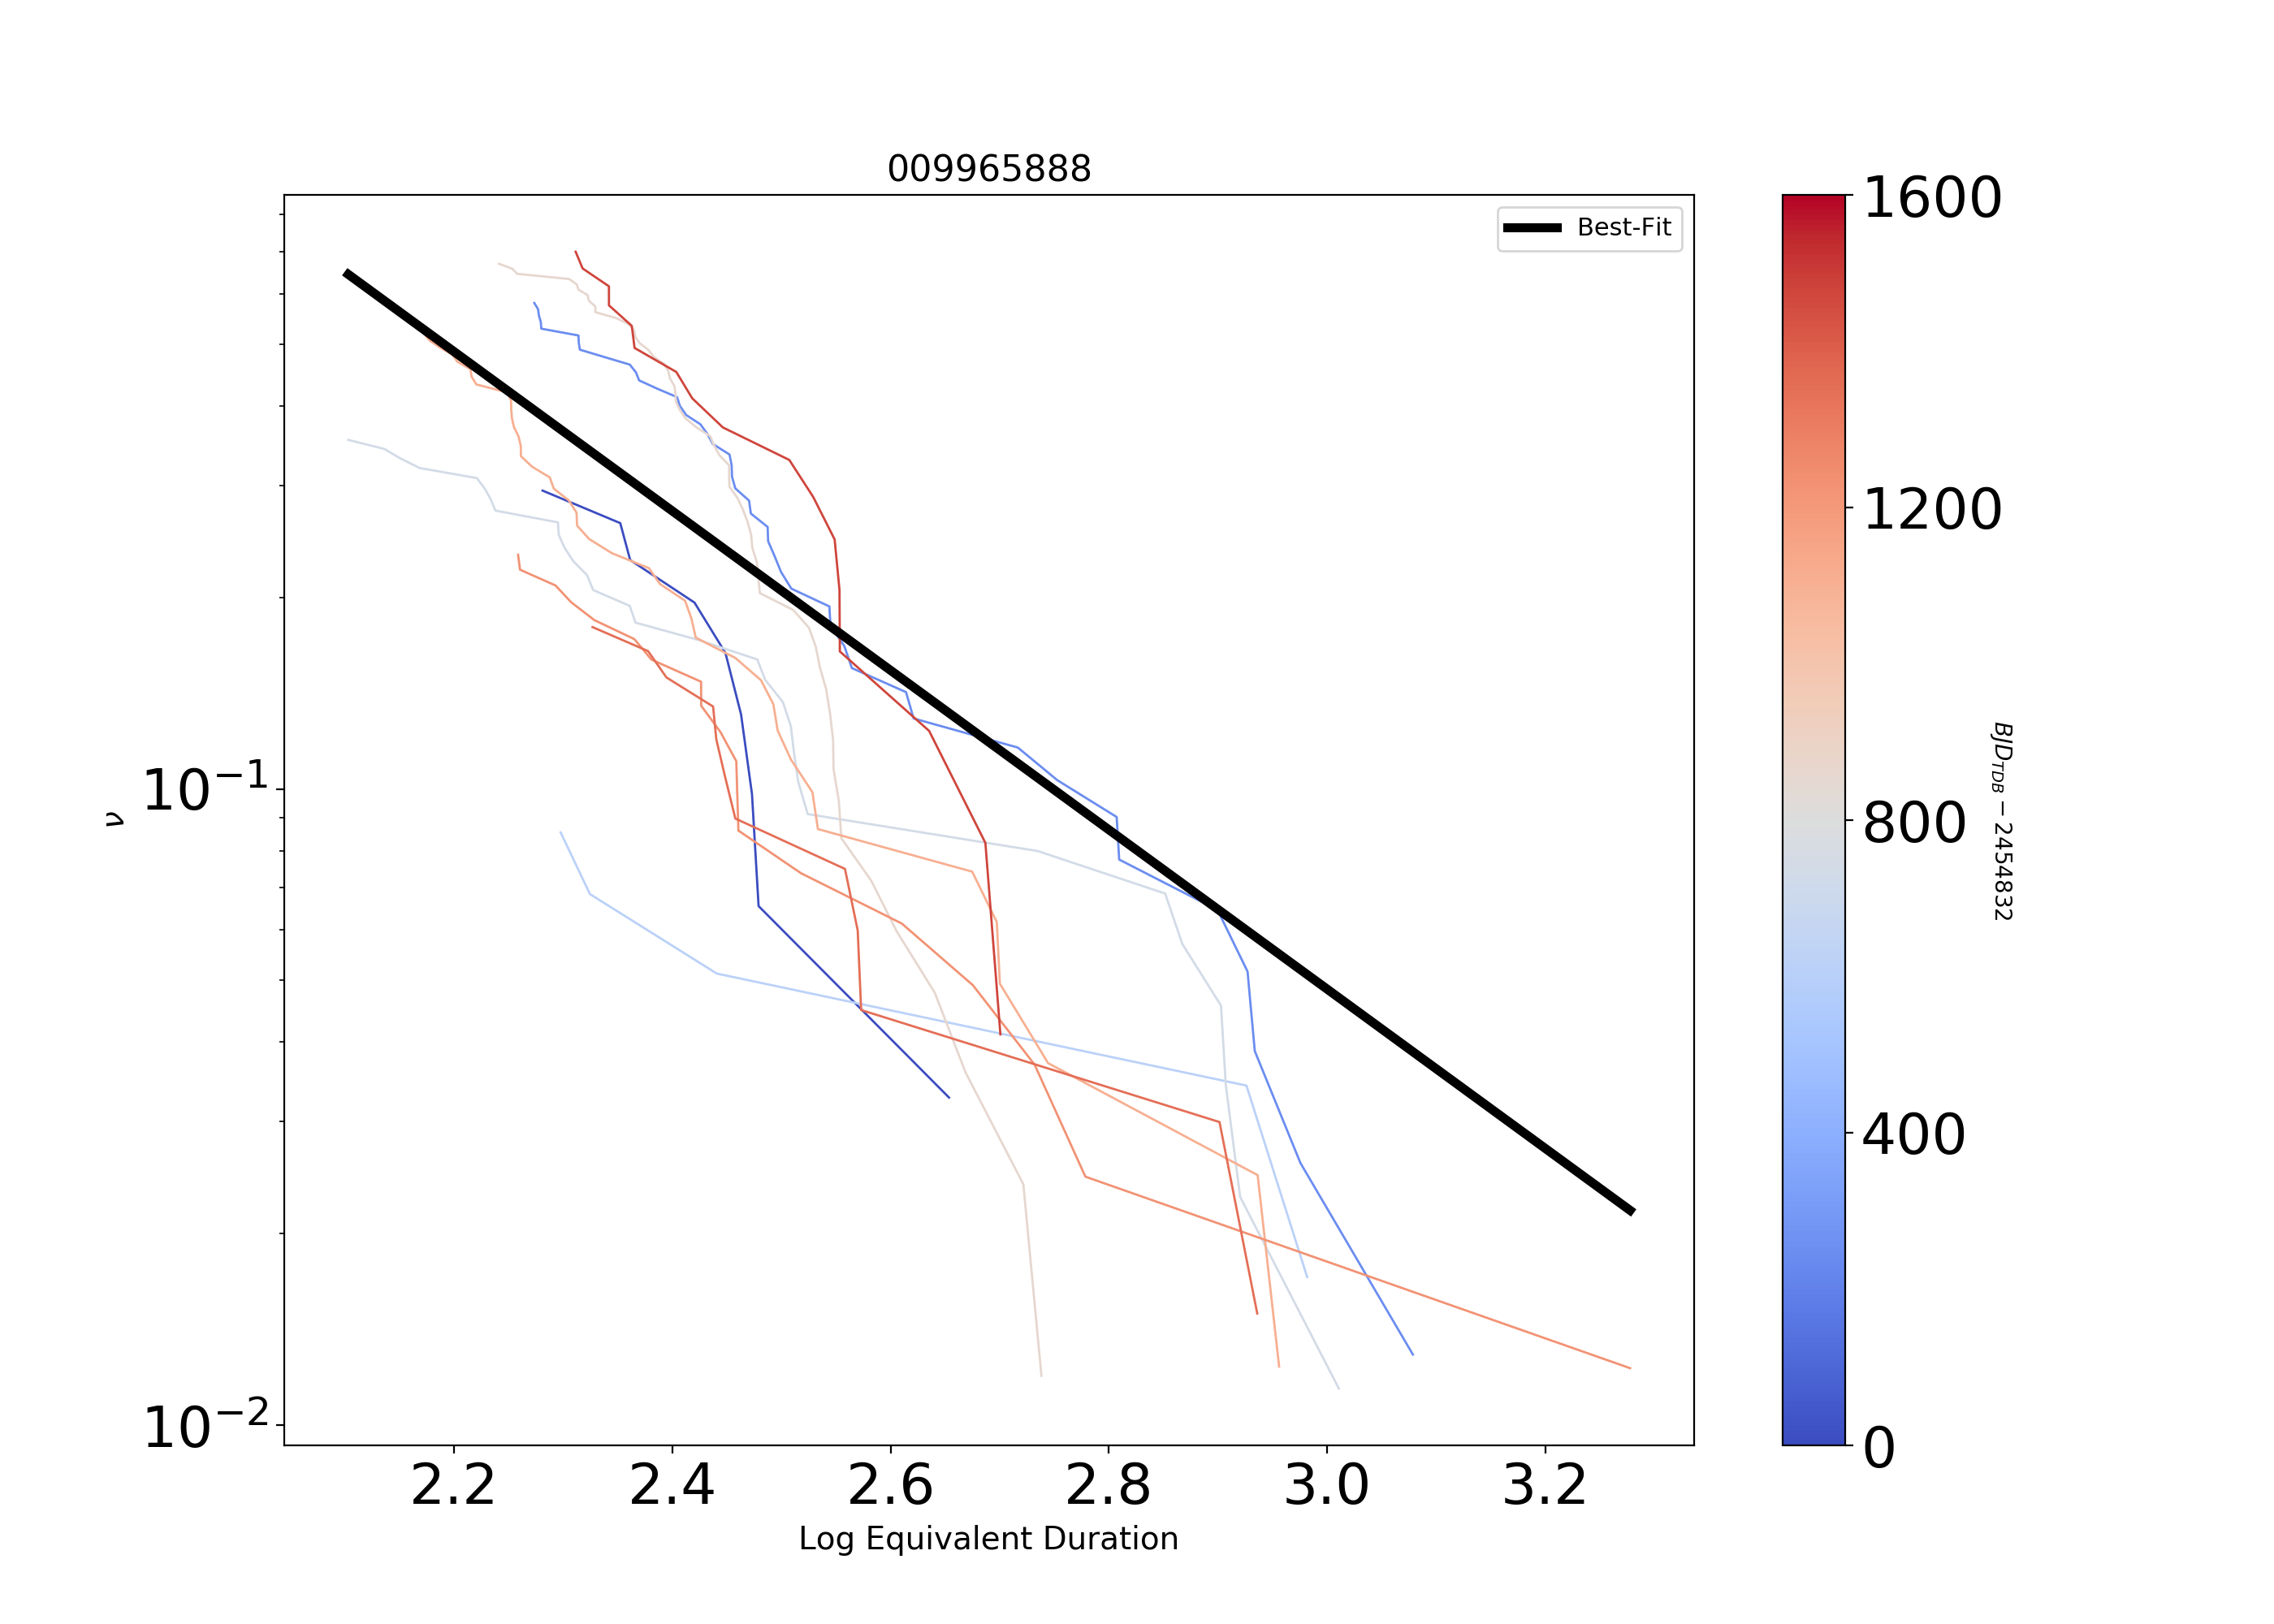 009965888
Best-Fit
10⁻¹
10⁻²
ν
2.2 2.4 2.6 2.8 3.0 3.2
Log Equivalent Duration
1600
1200
800
400
0
BJD_TDB − 2454832